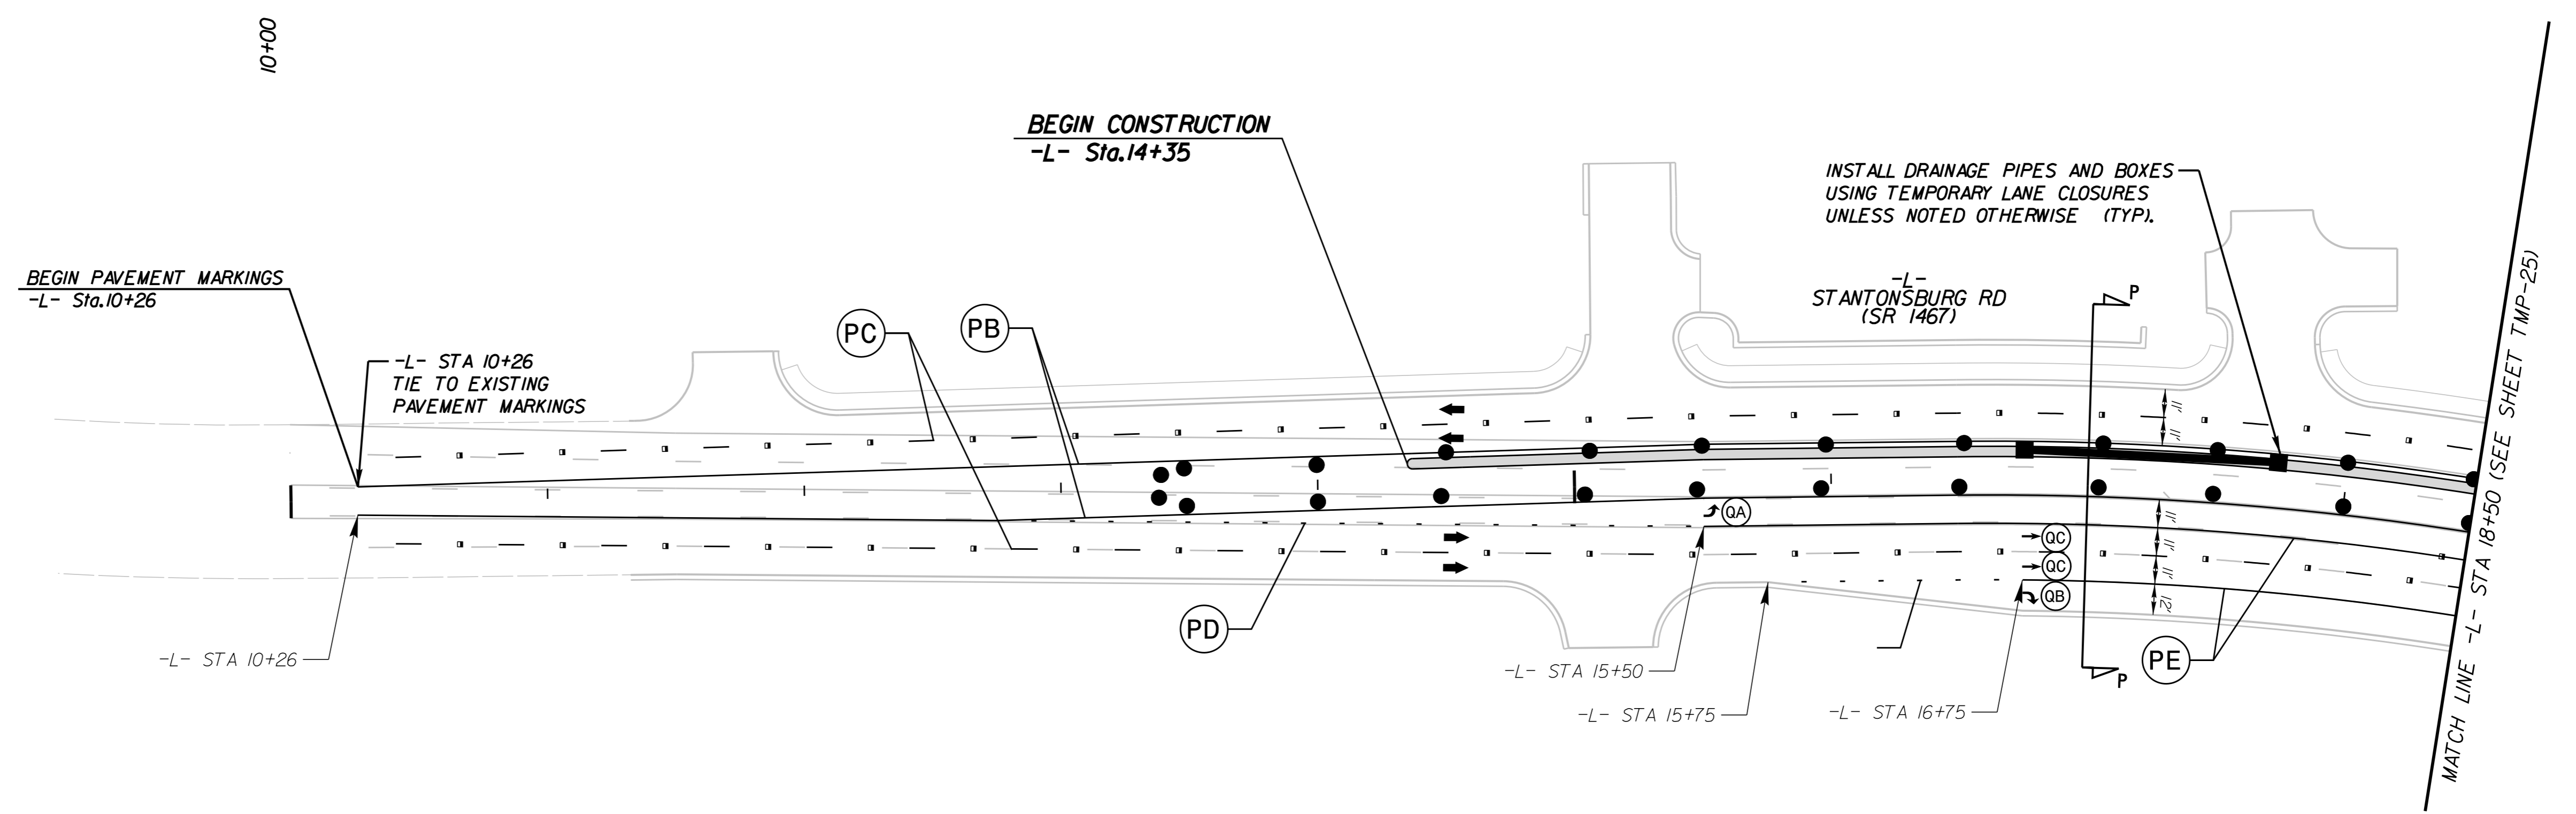 10+00
BEGIN CONSTRUCTION
-L- Sta.14+35
INSTALL DRAINAGE PIPES AND BOXES
USING TEMPORARY LANE CLOSURES
UNLESS NOTED OTHERWISE (TYP).
BEGIN PAVEMENT MARKINGS
-L- Sta.10+26
-L-
STANTONSBURG RD
(SR 1467)
P
PC
PB
-L- STA 10+26
TIE TO EXISTING
PAVEMENT MARKINGS
11'
11'
QA
11'
QC
11'
QC
11'
QB
12'
PD
PE
-L- STA 10+26
-L- STA 15+50
P
-L- STA 15+75
-L- STA 16+75
MATCH LINE -L- STA 18+50 (SEE SHEET TMP-25)